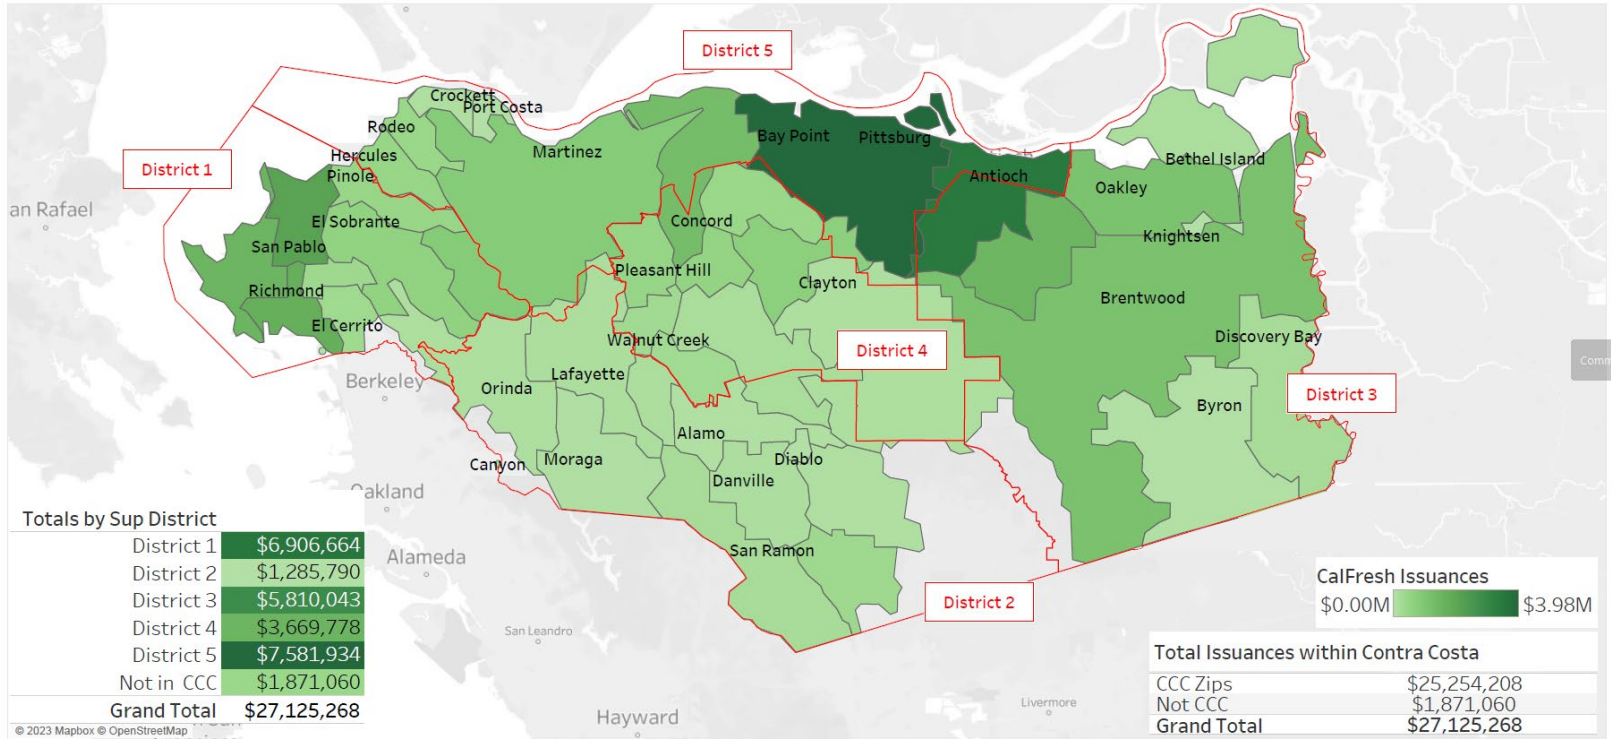 District 5
Crockett
Port Costa
Rodeo
Bay Point
Pittsburg
Martinez
Hercules
Pinole
District 1
Bethel Island
Antioch
Oakley
an Rafael
El Sobrante
Concord
San Pablo
Knightsen
Pleasant Hill
Clayton
Richmond
Brentwood
El Cerrito
Walnut Creek
Discovery Bay
District 4
Comm
Lafayette
Berkeley
Orinda
District 3
Byron
Alamo
Canyon
Moraga
Diablo
Danville
Oakland
Totals by Sup District
District 1 $6,906,664
District 2 $1,285,790
District 3 $5,810,043
District 4 $3,669,778
District 5 $7,581,934
Not in CCC $1,871,060
Grand Total $27,125,268
© 2023 Mapbox © OpenStreetMap
Alameda
San Ramon
San Leandro
District 2
Hayward
Livermore
CalFresh Issuances
$0.00M $3.98M
Total Issuances within Contra Costa
CCC Zips $25,254,208
Not CCC $1,871,060
Grand Total $27,125,268